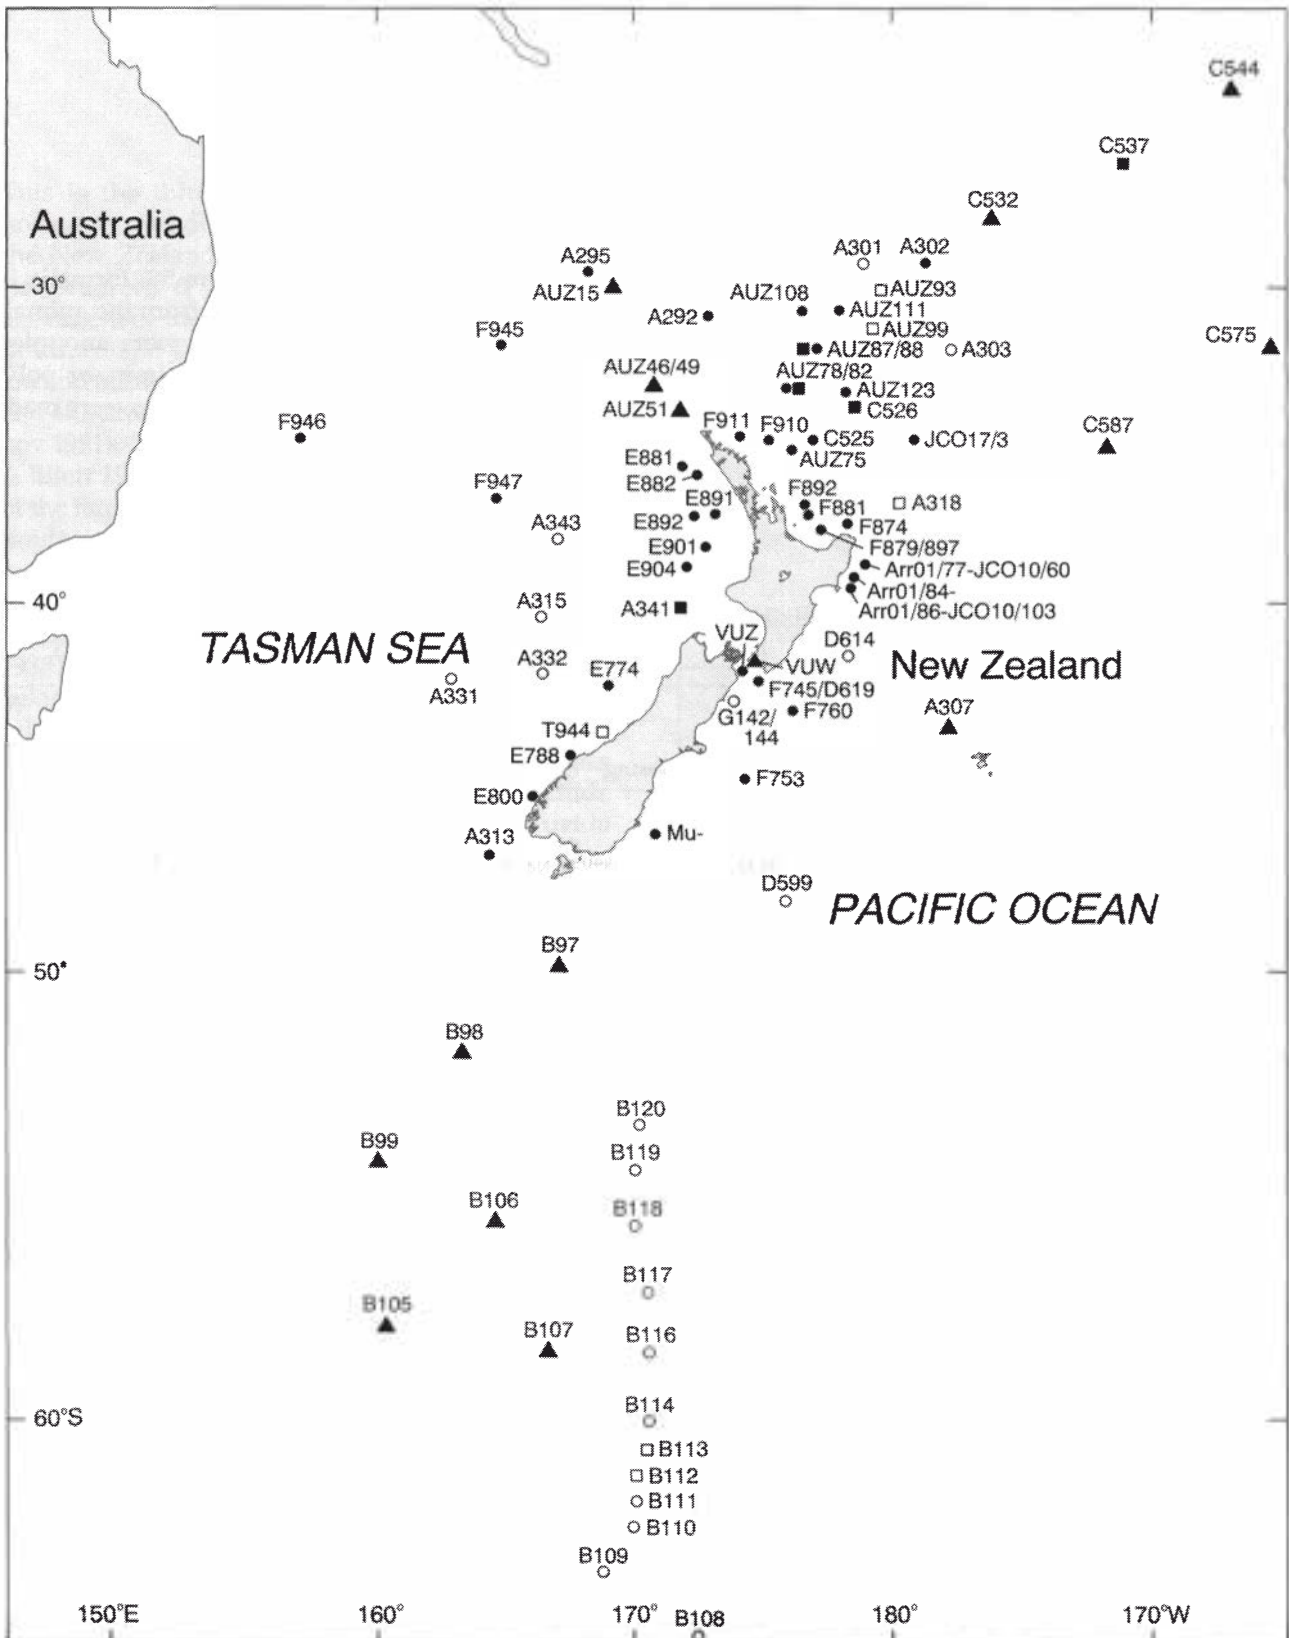 C544
C537
C532
Australia
A301
A302
A295
30°
AUZ15
AUZ108
AUZ93
A292
AUZ111
F945
AUZ99
C575
AUZ87/88
A303
AUZ46/49
AUZ78/82
AUZ123
AUZ51
C526
F946
F911
F910
C525
JCO17/3
C587
AUZ75
E881
E882
F947
E891
F892
F881
A318
A343
E892
F874
E901
F879/897
E904
Arr01/77-JCO10/60
Arr01/84-
40°
A315
A341
Arr01/86-JCO10/103
VUZ
D614
TASMAN SEA
A332
E774
VUW
New Zealand
A331
F745/D619
A307
G142/
144
F760
T944
E788
F753
E800
A313
Mu-
D599
PACIFIC OCEAN
B97
50°
B98
B120
B99
B119
B106
B118
B117
B105
B107
B116
B114
60°S
B113
B112
B111
B110
B109
150°E
160°
170°
B108
180°
170°W